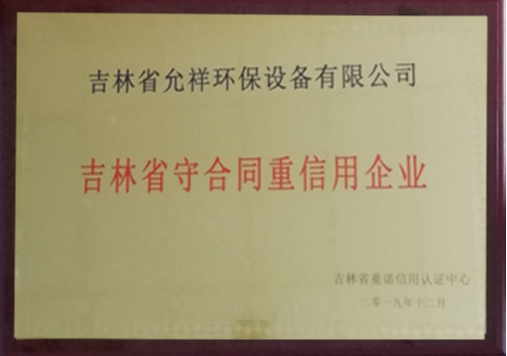 吉林省允祥环保设备有限公司
吉林省守合同重信用企业
吉林省重诺信用认证中心
二零一九年十二月